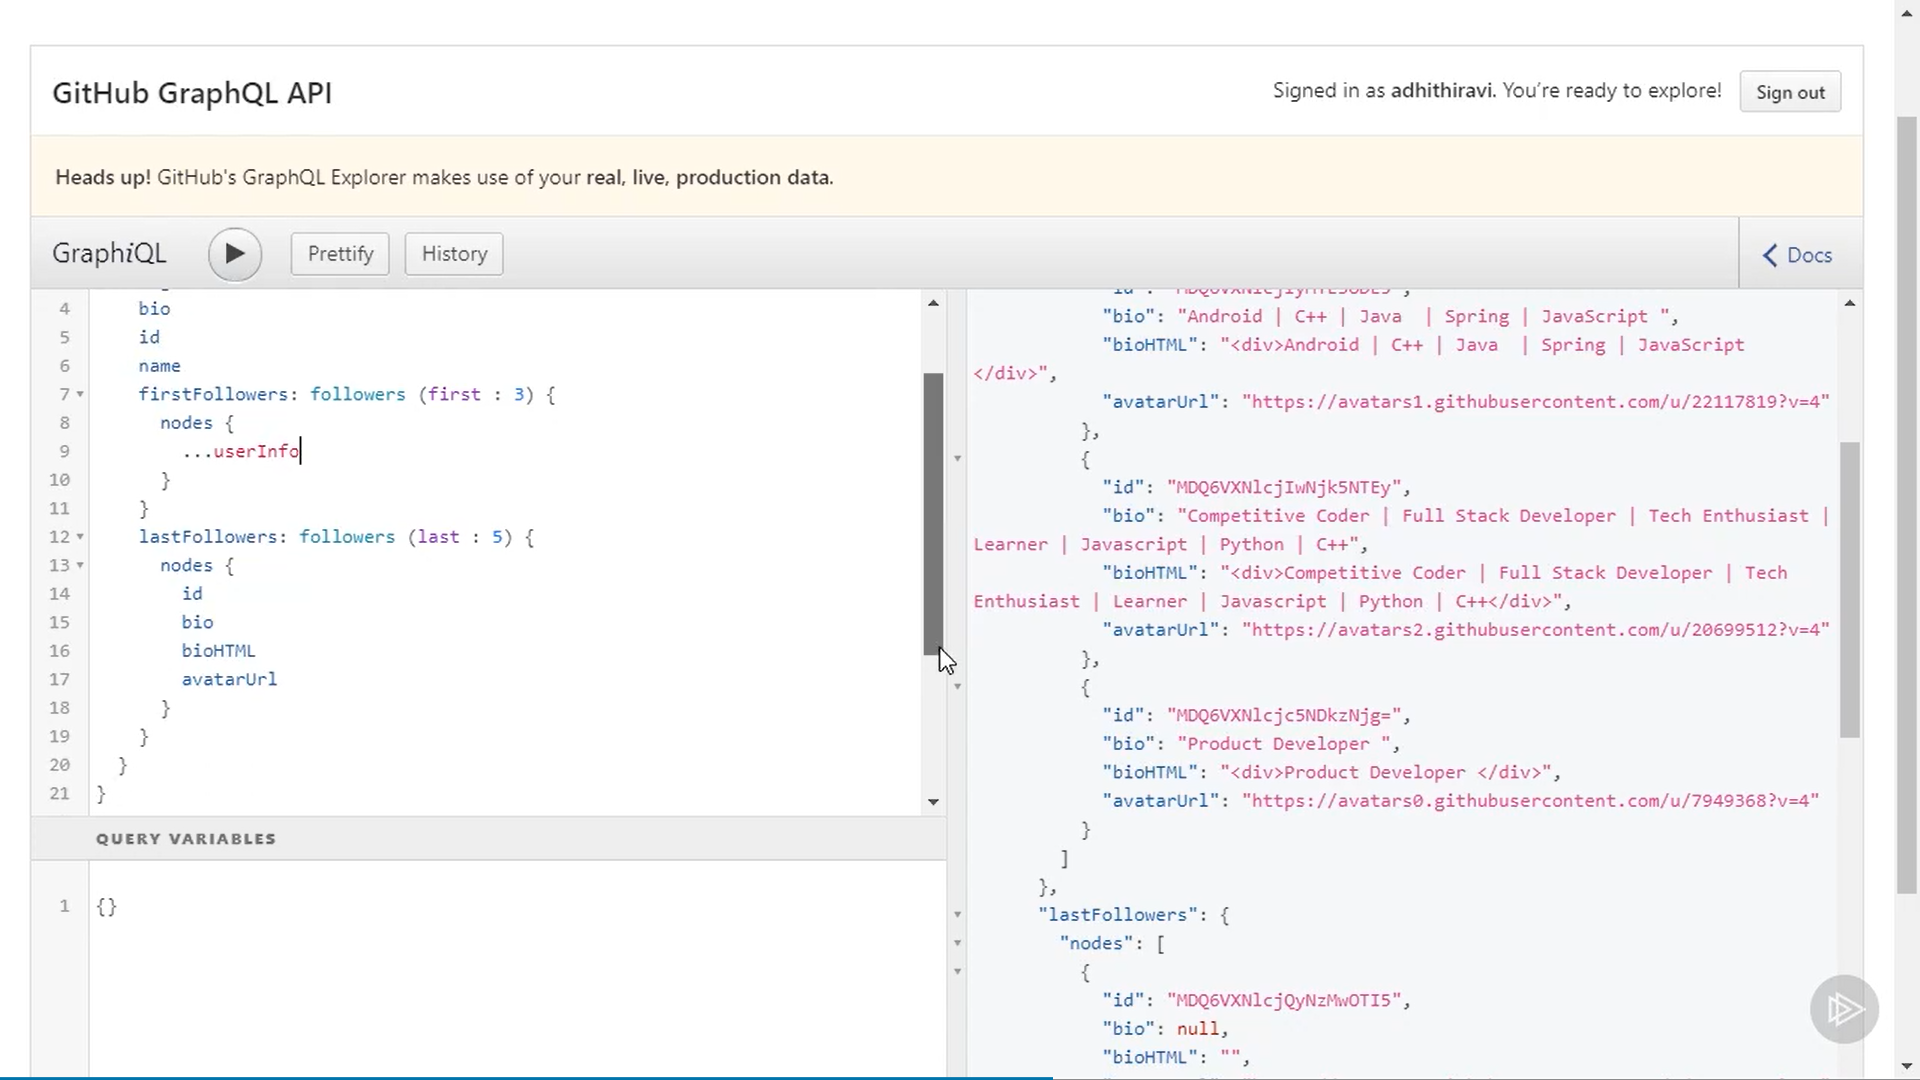 GitHub GraphQL API
Signed in as adhithiravi. You're ready to explore!
Sign out
Heads up! GitHub's GraphQL Explorer makes use of your real, live, production data.
GraphiQL
Prettify
History
Docs
4 bio
5 id
6 name
7 firstFollowers: followers (first : 3) {
8 nodes {
9 ...userInfo
10 }
11 }
12 lastFollowers: followers (last : 5) {
13 nodes {
14 id
15 bio
16 bioHTML
17 avatarUrl
18 }
19 }
20 }
21 }
QUERY VARIABLES
1 {}
"bio": "Android | C++ | Java  | Spring | JavaScript ",
"bioHTML": "<div>Android | C++ | Java  | Spring | JavaScript
</div>",
"avatarUrl": "https://avatars1.githubusercontent.com/u/22117819?v=4"
},
{
"id": "MDQ6VXNlcjIwNjk5NTEy",
"bio": "Competitive Coder | Full Stack Developer | Tech Enthusiast |
Learner | Javascript | Python | C++",
"bioHTML": "<div>Competitive Coder | Full Stack Developer | Tech
Enthusiast | Learner | Javascript | Python | C++</div>",
"avatarUrl": "https://avatars2.githubusercontent.com/u/20699512?v=4"
},
{
"id": "MDQ6VXNlcjc5NDkzNjg=",
"bio": "Product Developer ",
"bioHTML": "<div>Product Developer </div>",
"avatarUrl": "https://avatars0.githubusercontent.com/u/7949368?v=4"
}
]
},
"lastFollowers": {
"nodes": [
{
"id": "MDQ6VXNlcjQyNzMwOTI5",
"bio": null,
"bioHTML": "",